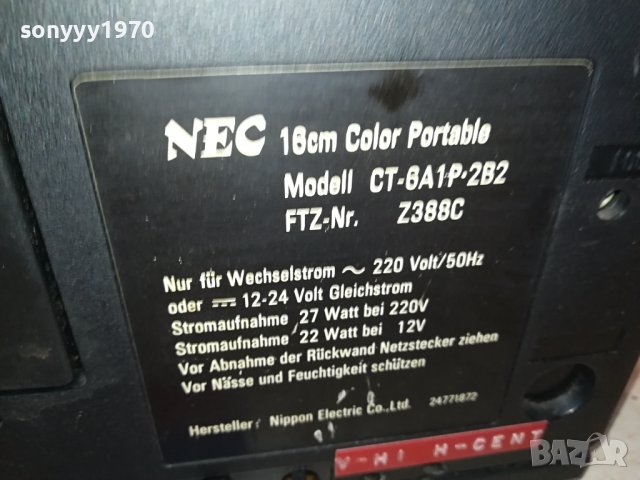 sonyyy1970
NEC 16cm Color Portable
Modell CT-6A1P·2B2
FTZ-Nr. Z388C
Nur für Wechselstrom ~ 220 Volt/50Hz
oder ⎓ 12-24 Volt Gleichstrom
Stromaufnahme 27 Watt bei 220V
Stromaufnahme 22 Watt bei 12V
Vor Abnahme der Rückwand Netzstecker ziehen
Vor Nässe und Feuchtigkeit schützen
Hersteller: Nippon Electric Co., Ltd. 24771872
V-HI H-CENT
BAZAR